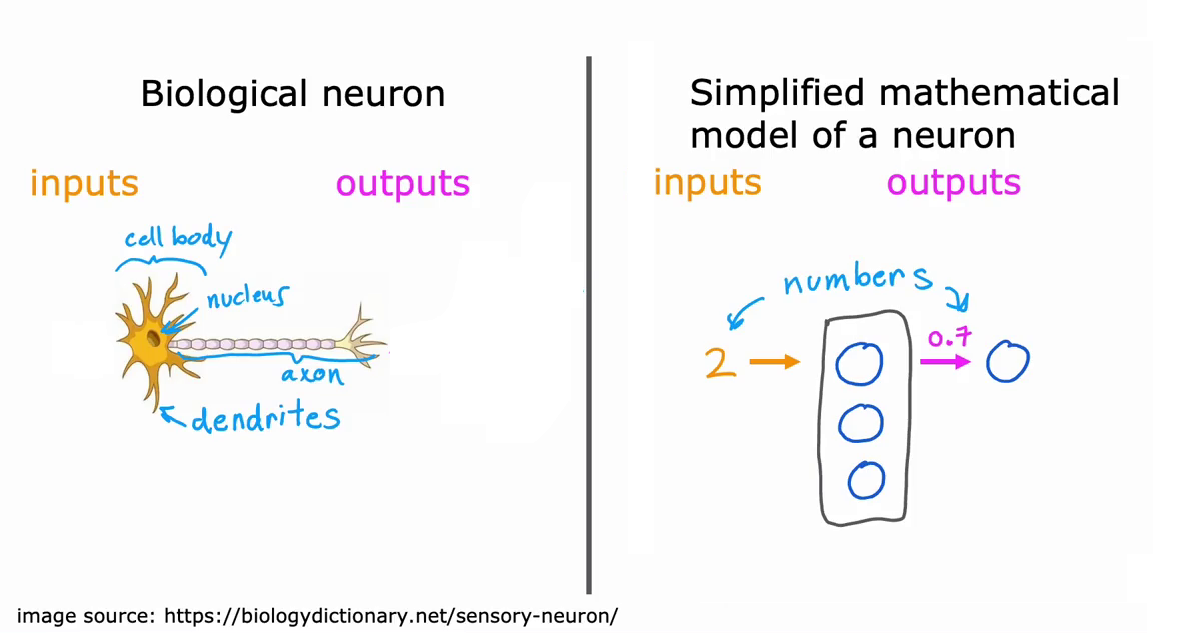 Biological neuron
inputs
outputs
cell body
nucleus
axon
dendrites
Simplified mathematical
model of a neuron
inputs
outputs
numbers
2
0.7
image source: https://biologydictionary.net/sensory-neuron/